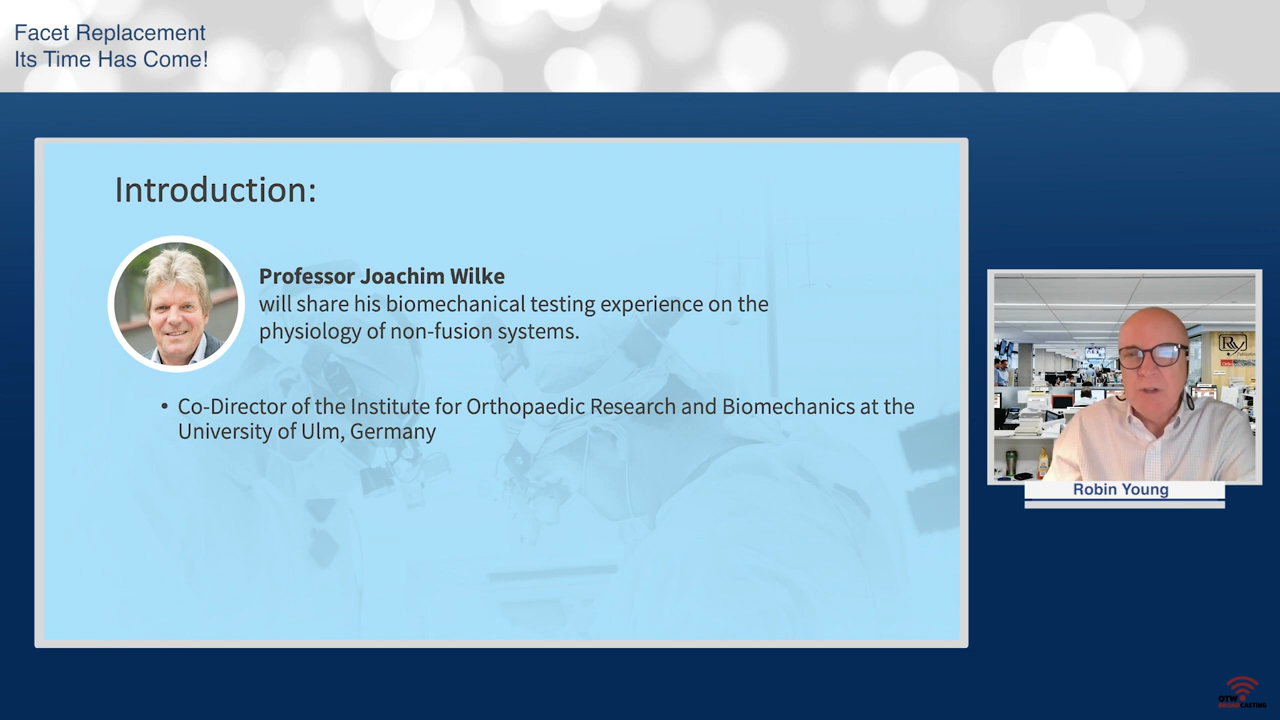 Facet Replacement
Its Time Has Come!
Introduction:
Professor Joachim Wilke
will share his biomechanical testing experience on the
physiology of non-fusion systems.
• Co-Director of the Institute for Orthopaedic Research and Biomechanics at the
University of Ulm, Germany
Robin Young
OTW
BROADCASTING